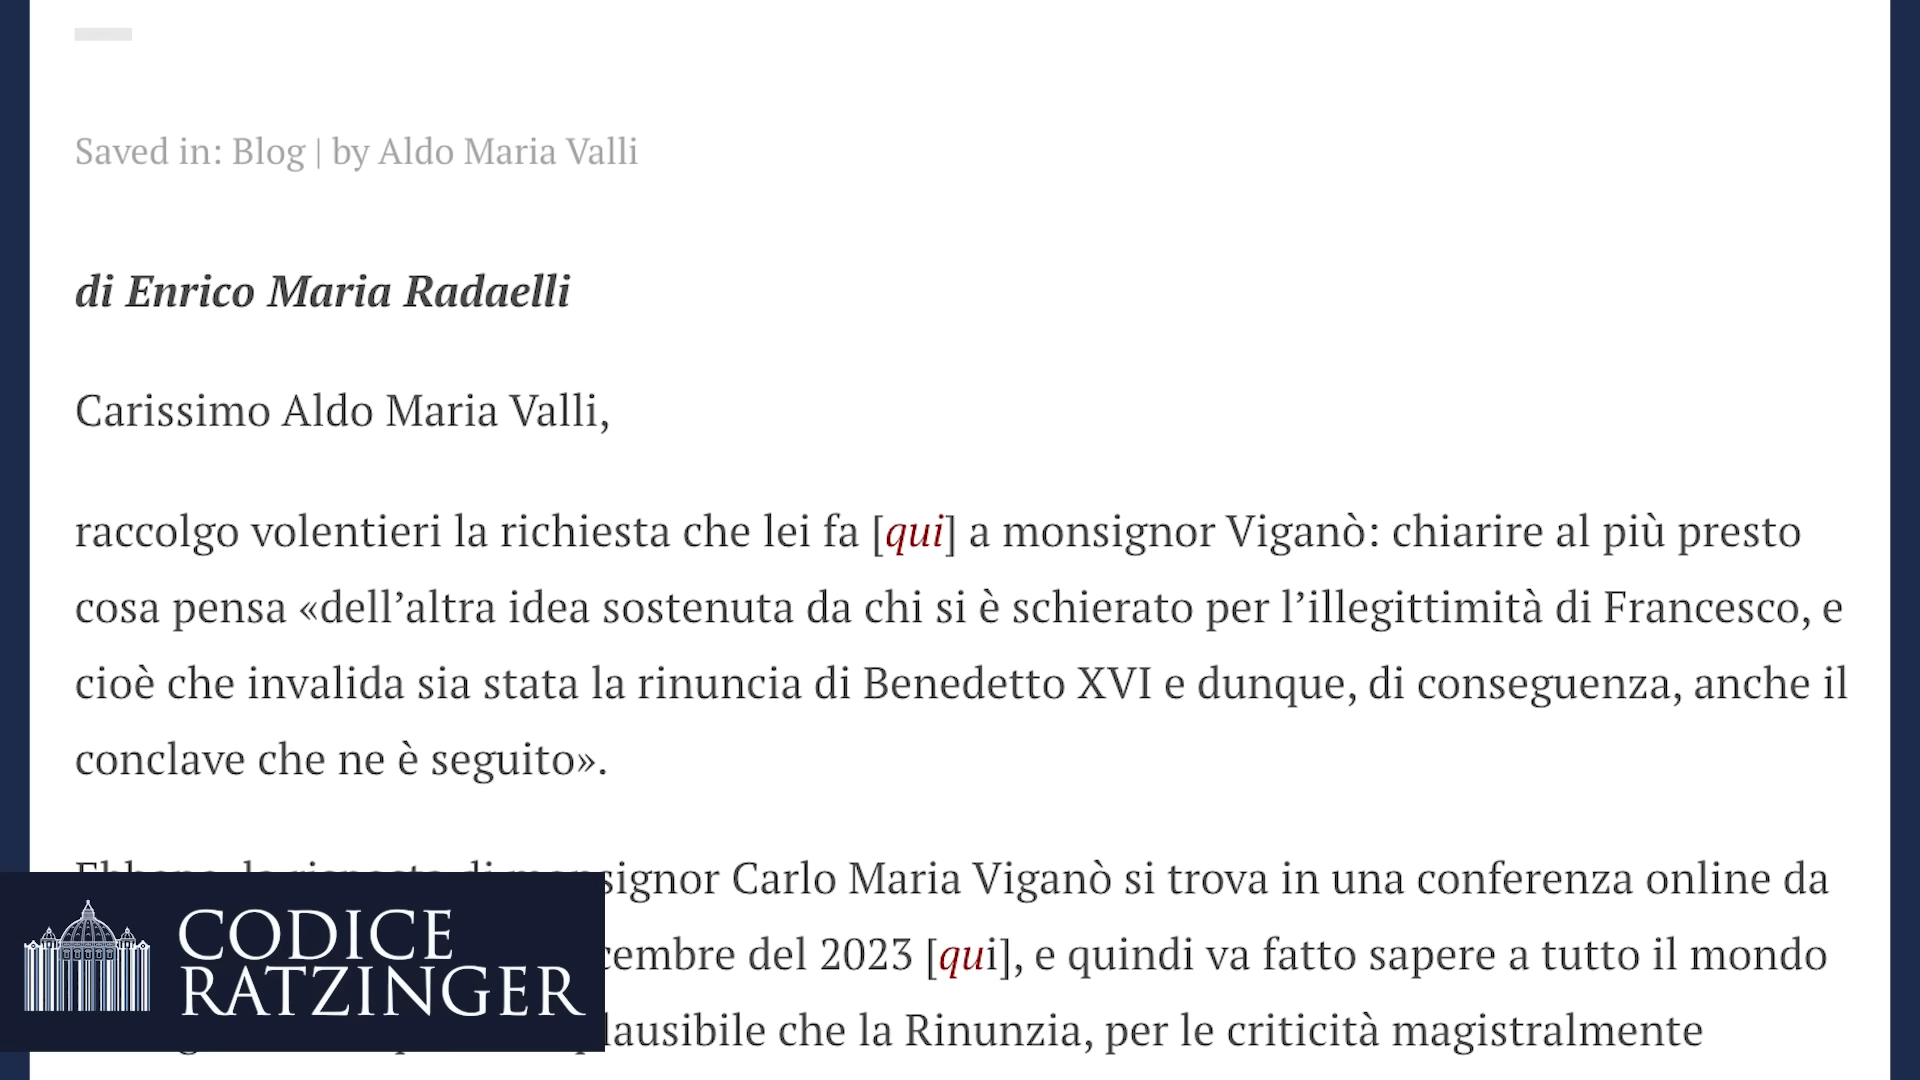 Saved in: Blog | by Aldo Maria Valli
di Enrico Maria Radaelli
Carissimo Aldo Maria Valli,
raccolgo volentieri la richiesta che lei fa [qui] a monsignor Viganò: chiarire al più presto
cosa pensa «dell’altra idea sostenuta da chi si è schierato per l’illegittimità di Francesco, e
cioè che invalida sia stata la rinuncia di Benedetto XVI e dunque, di conseguenza, anche il
conclave che ne è seguito».
signor Carlo Maria Viganò si trova in una conferenza online da
cembre del 2023 [qui], e quindi va fatto sapere a tutto il mondo
lausibile che la Rinunzia, per le criticità magistralmente
CODICE
RATZINGER